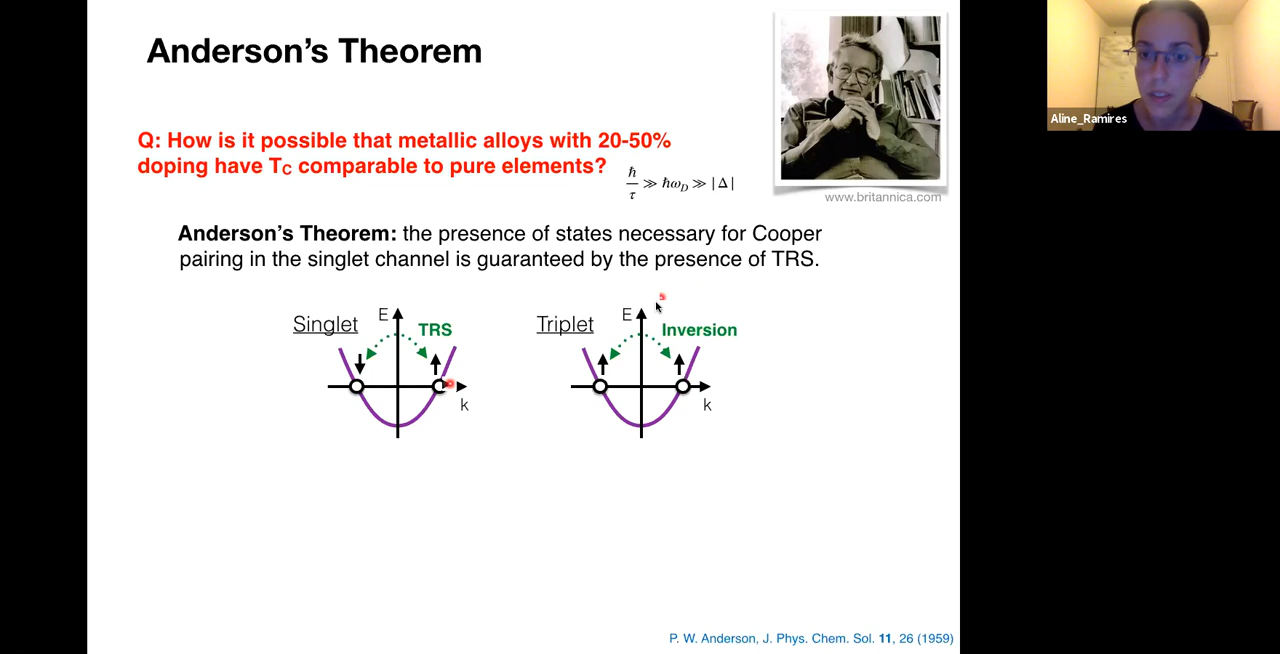 Anderson's Theorem
Q: How is it possible that metallic alloys with 20-50%
doping have TC comparable to pure elements?
ℏ/τ ≫ ℏω_D ≫ |Δ|
www.britannica.com
Aline_Ramires
Anderson's Theorem: the presence of states necessary for Cooper
pairing in the singlet channel is guaranteed by the presence of TRS.
Singlet
E
TRS
k
Triplet
E
Inversion
k
P. W. Anderson, J. Phys. Chem. Sol. 11, 26 (1959)